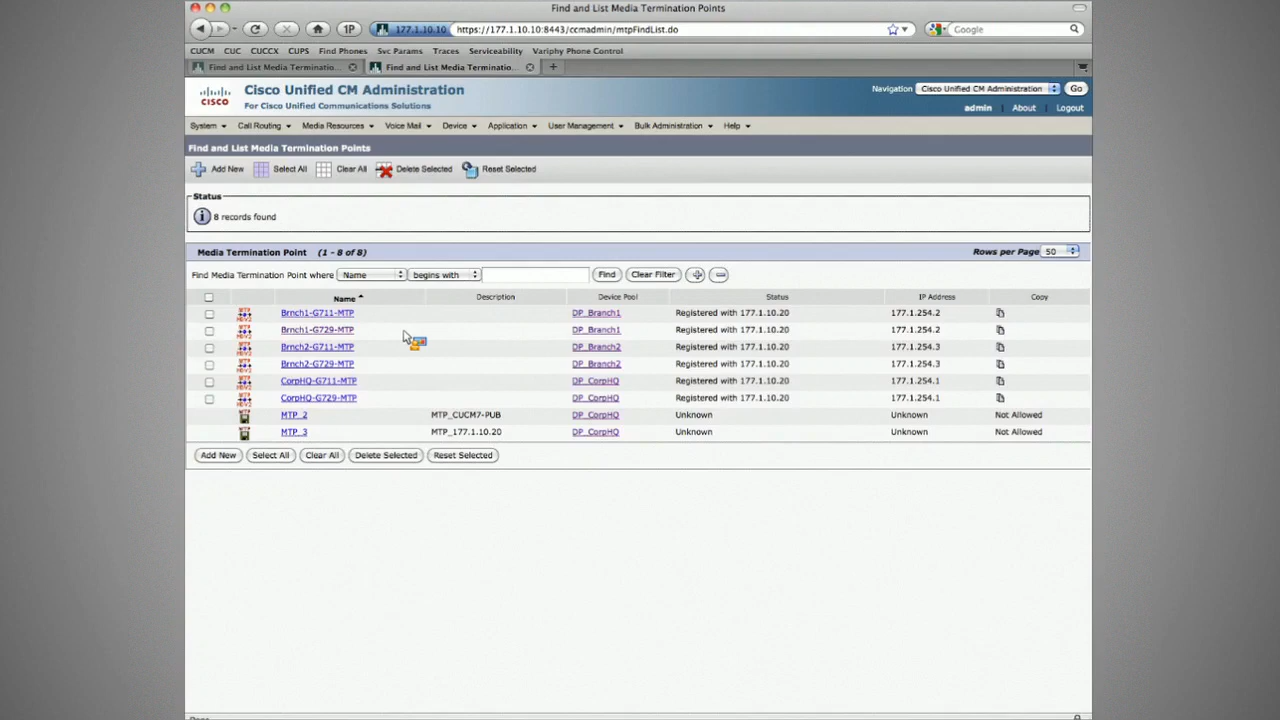 Find and List Media Termination Points
1P 177.1.10.10 https://177.1.10.10:8443/ccmadmin/mtpFindList.do Google
CUCM CUC CUCCX CUPS Find Phones Svc Params Traces Serviceability Variphy Phone Control
Find and List Media Terminatio... Find and List Media Terminatio...
Cisco Unified CM Administration Navigation Cisco Unified CM Administration Go
CISCO For Cisco Unified Communications Solutions admin About Logout
System Call Routing Media Resources Voice Mail Device Application User Management Bulk Administration Help
Find and List Media Termination Points
Add New Select All Clear All Delete Selected Reset Selected
Status
8 records found
Media Termination Point (1 - 8 of 8) Rows per Page 50
Find Media Termination Point where Name begins with Find Clear Filter
Name Description Device Pool Status IP Address Copy
Brnch1-G711-MTP DP_Branch1 Registered with 177.1.10.20 177.1.254.2
Brnch1-G729-MTP DP_Branch1 Registered with 177.1.10.20 177.1.254.2
Brnch2-G711-MTP DP_Branch2 Registered with 177.1.10.20 177.1.254.3
Brnch2-G729-MTP DP_Branch2 Registered with 177.1.10.20 177.1.254.3
CorpHQ-G711-MTP DP_CorpHQ Registered with 177.1.10.20 177.1.254.1
CorpHQ-G729-MTP DP_CorpHQ Registered with 177.1.10.20 177.1.254.1
MTP_2 MTP_CUCM7-PUB DP_CorpHQ Unknown Unknown Not Allowed
MTP_3 MTP_177.1.10.20 DP_CorpHQ Unknown Unknown Not Allowed
Add New Select All Clear All Delete Selected Reset Selected